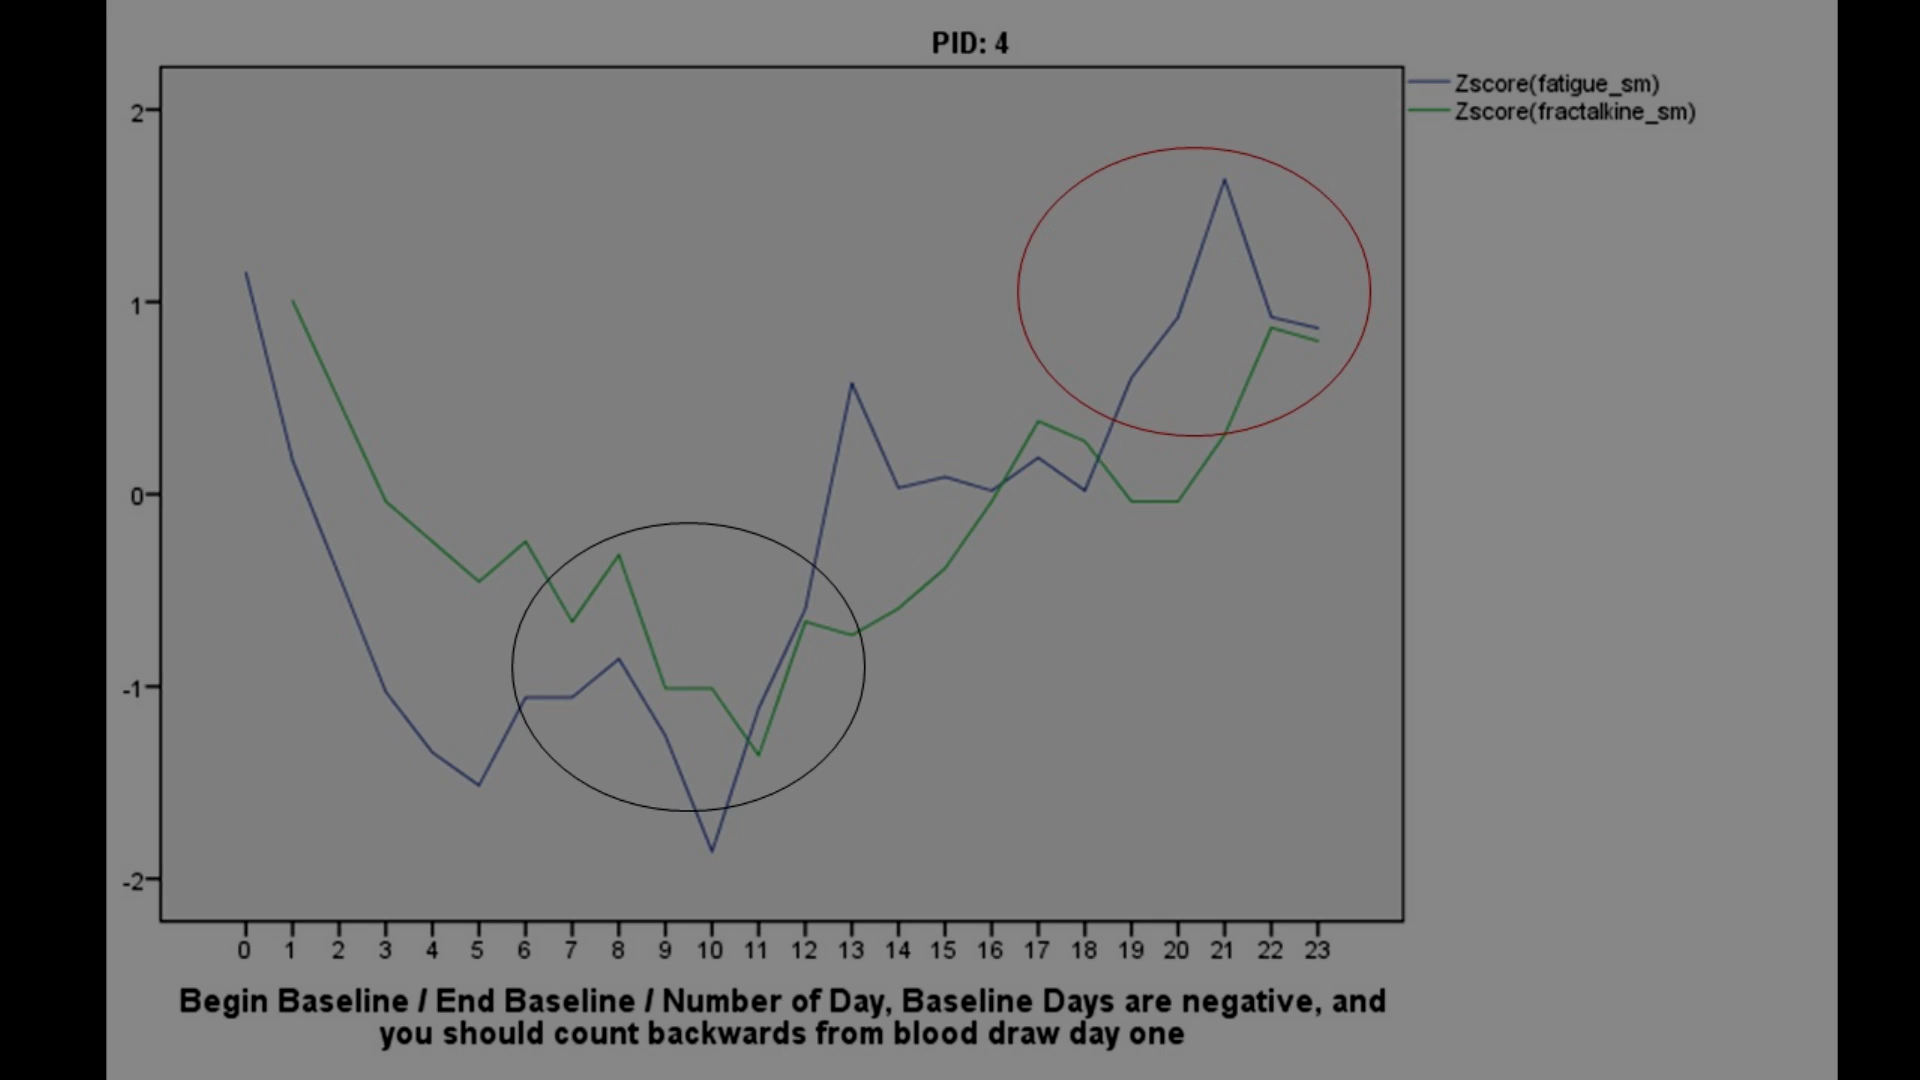 PID: 4
Zscore(fatigue_sm)
Zscore(fractalkine_sm)
2
1
0
-1
-2
0 1 2 3 4 5 6 7 8 9 10 11 12 13 14 15 16 17 18 19 20 21 22 23
Begin Baseline / End Baseline / Number of Day, Baseline Days are negative, and
you should count backwards from blood draw day one